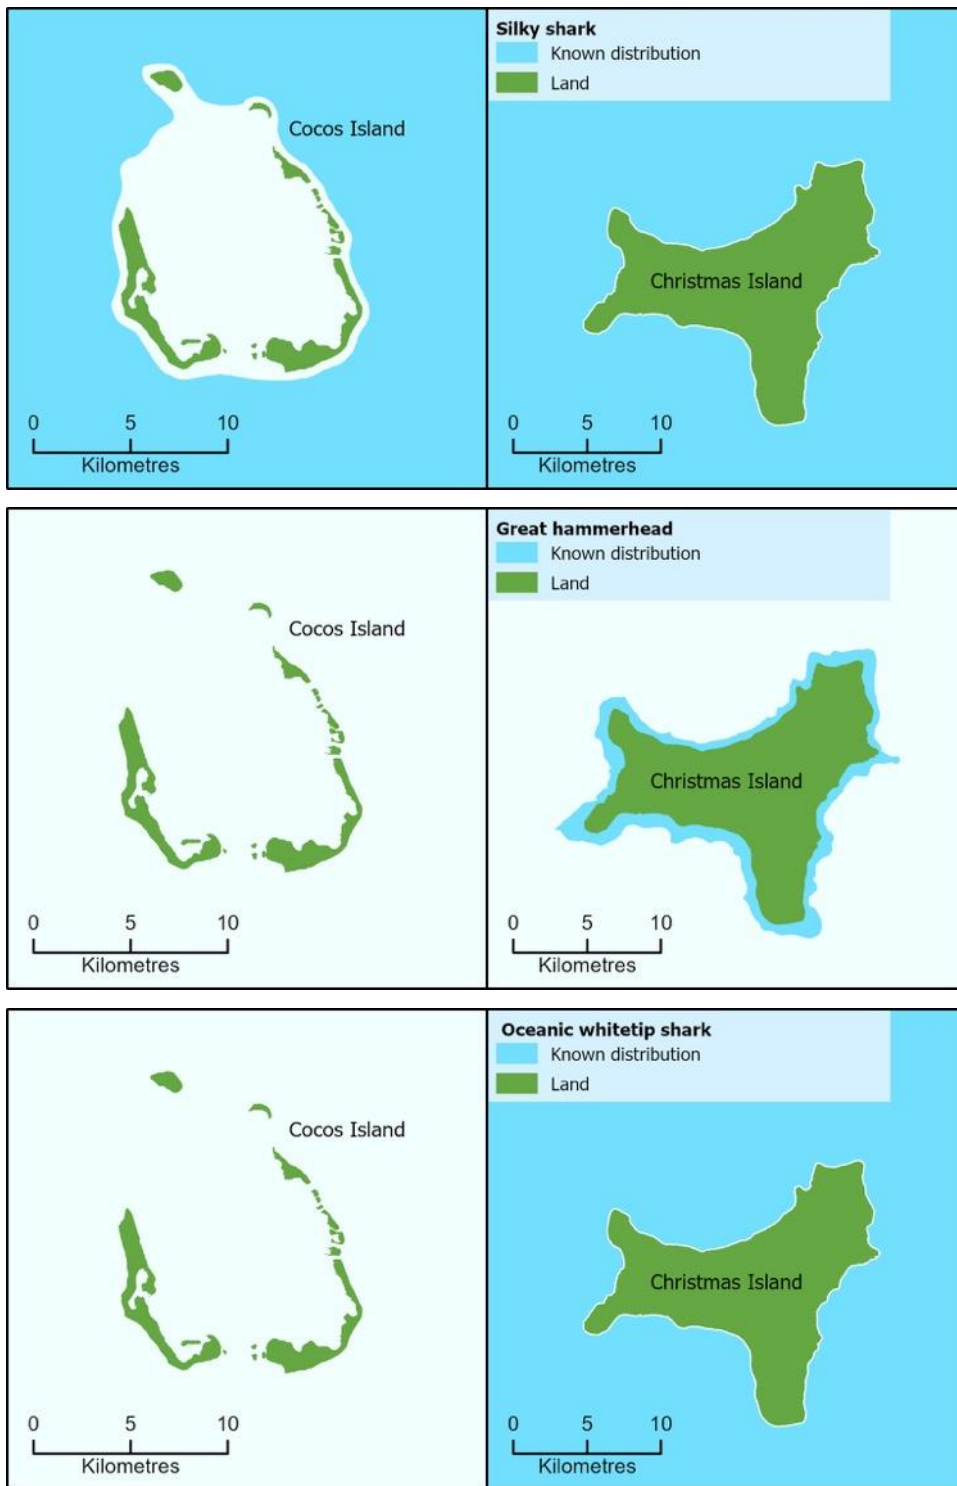 Silky shark
Known distribution
Land
Cocos Island
Christmas Island
0 5 10
Kilometres
0 5 10
Kilometres
Great hammerhead
Known distribution
Land
Cocos Island
Christmas Island
0 5 10
Kilometres
0 5 10
Kilometres
Oceanic whitetip shark
Known distribution
Land
Cocos Island
Christmas Island
0 5 10
Kilometres
0 5 10
Kilometres